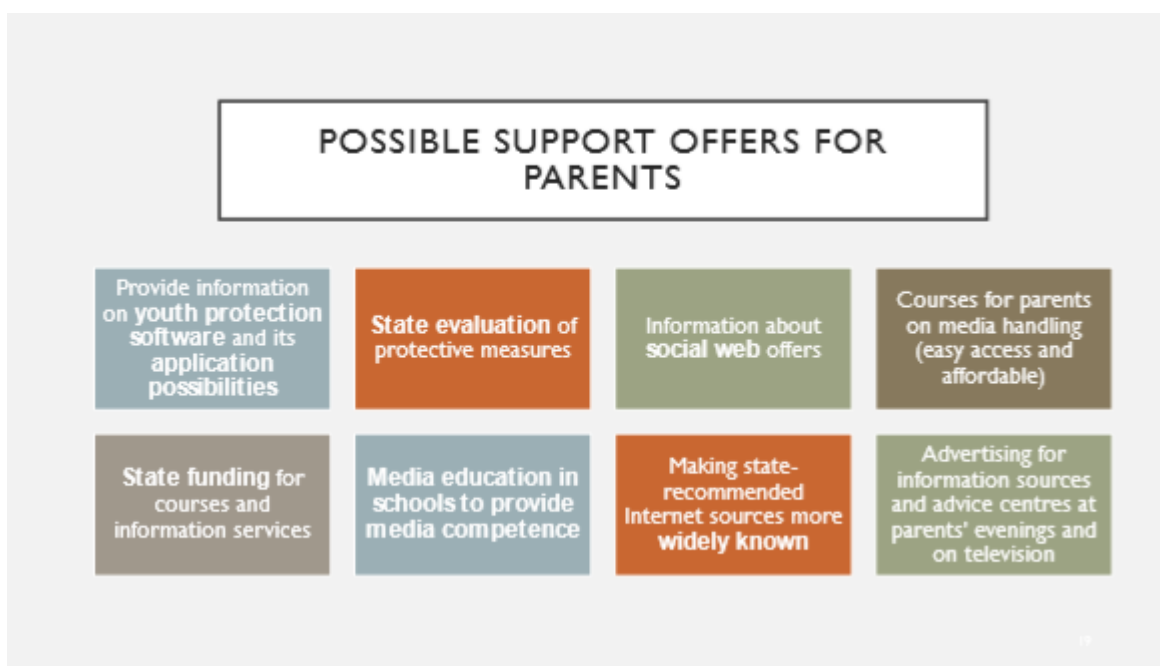 POSSIBLE SUPPORT OFFERS FOR
PARENTS
Provide information
on youth protection
software and its
application
possibilities
State evaluation of
protective measures
Information about
social web offers
Courses for parents
on media handling
(easy access and
affordable)
State funding for
courses and
information services
Media education in
schools to provide
media competence
Making state-
recommended
Internet sources more
widely known
Advertising for
information sources
and advice centres at
parents' evenings and
on television
19